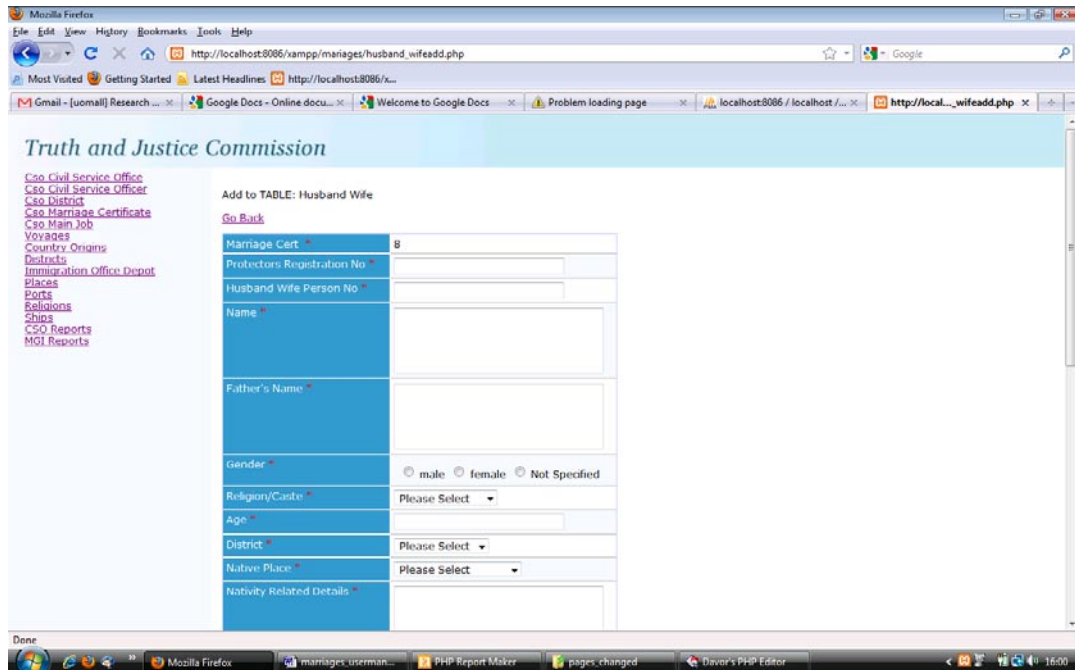 Mozilla Firefox
File Edit View History Bookmarks Tools Help
http://localhost:8086/xampp/mariages/husband_wifeadd.php
Google
Most Visited Getting Started Latest Headlines http://localhost:8086/x...
Gmail - [uomall] Research ... Google Docs - Online docu... Welcome to Google Docs Problem loading page localhost:8086 / localhost /... http://local..._wifeadd.php
Truth and Justice Commission
Cso Civil Service Office
Cso Civil Service Officer
Cso District
Cso Marriage Certificate
Cso Main Job
Voyages
Country Origins
Districts
Immigration Office Depot
Places
Ports
Religions
Ships
CSO Reports
MGI Reports
Add to TABLE: Husband Wife
Go Back
Marriage Cert * 8
Protectors Registration No *
Husband Wife Person No *
Name *
Father's Name *
Gender * male female Not Specified
Religion/Caste * Please Select
Age *
District * Please Select
Native Place * Please Select
Nativity Related Details *
Done
Mozilla Firefox marriages_userman... PHP Report Maker pages_changed Davor's PHP Editor 16:00